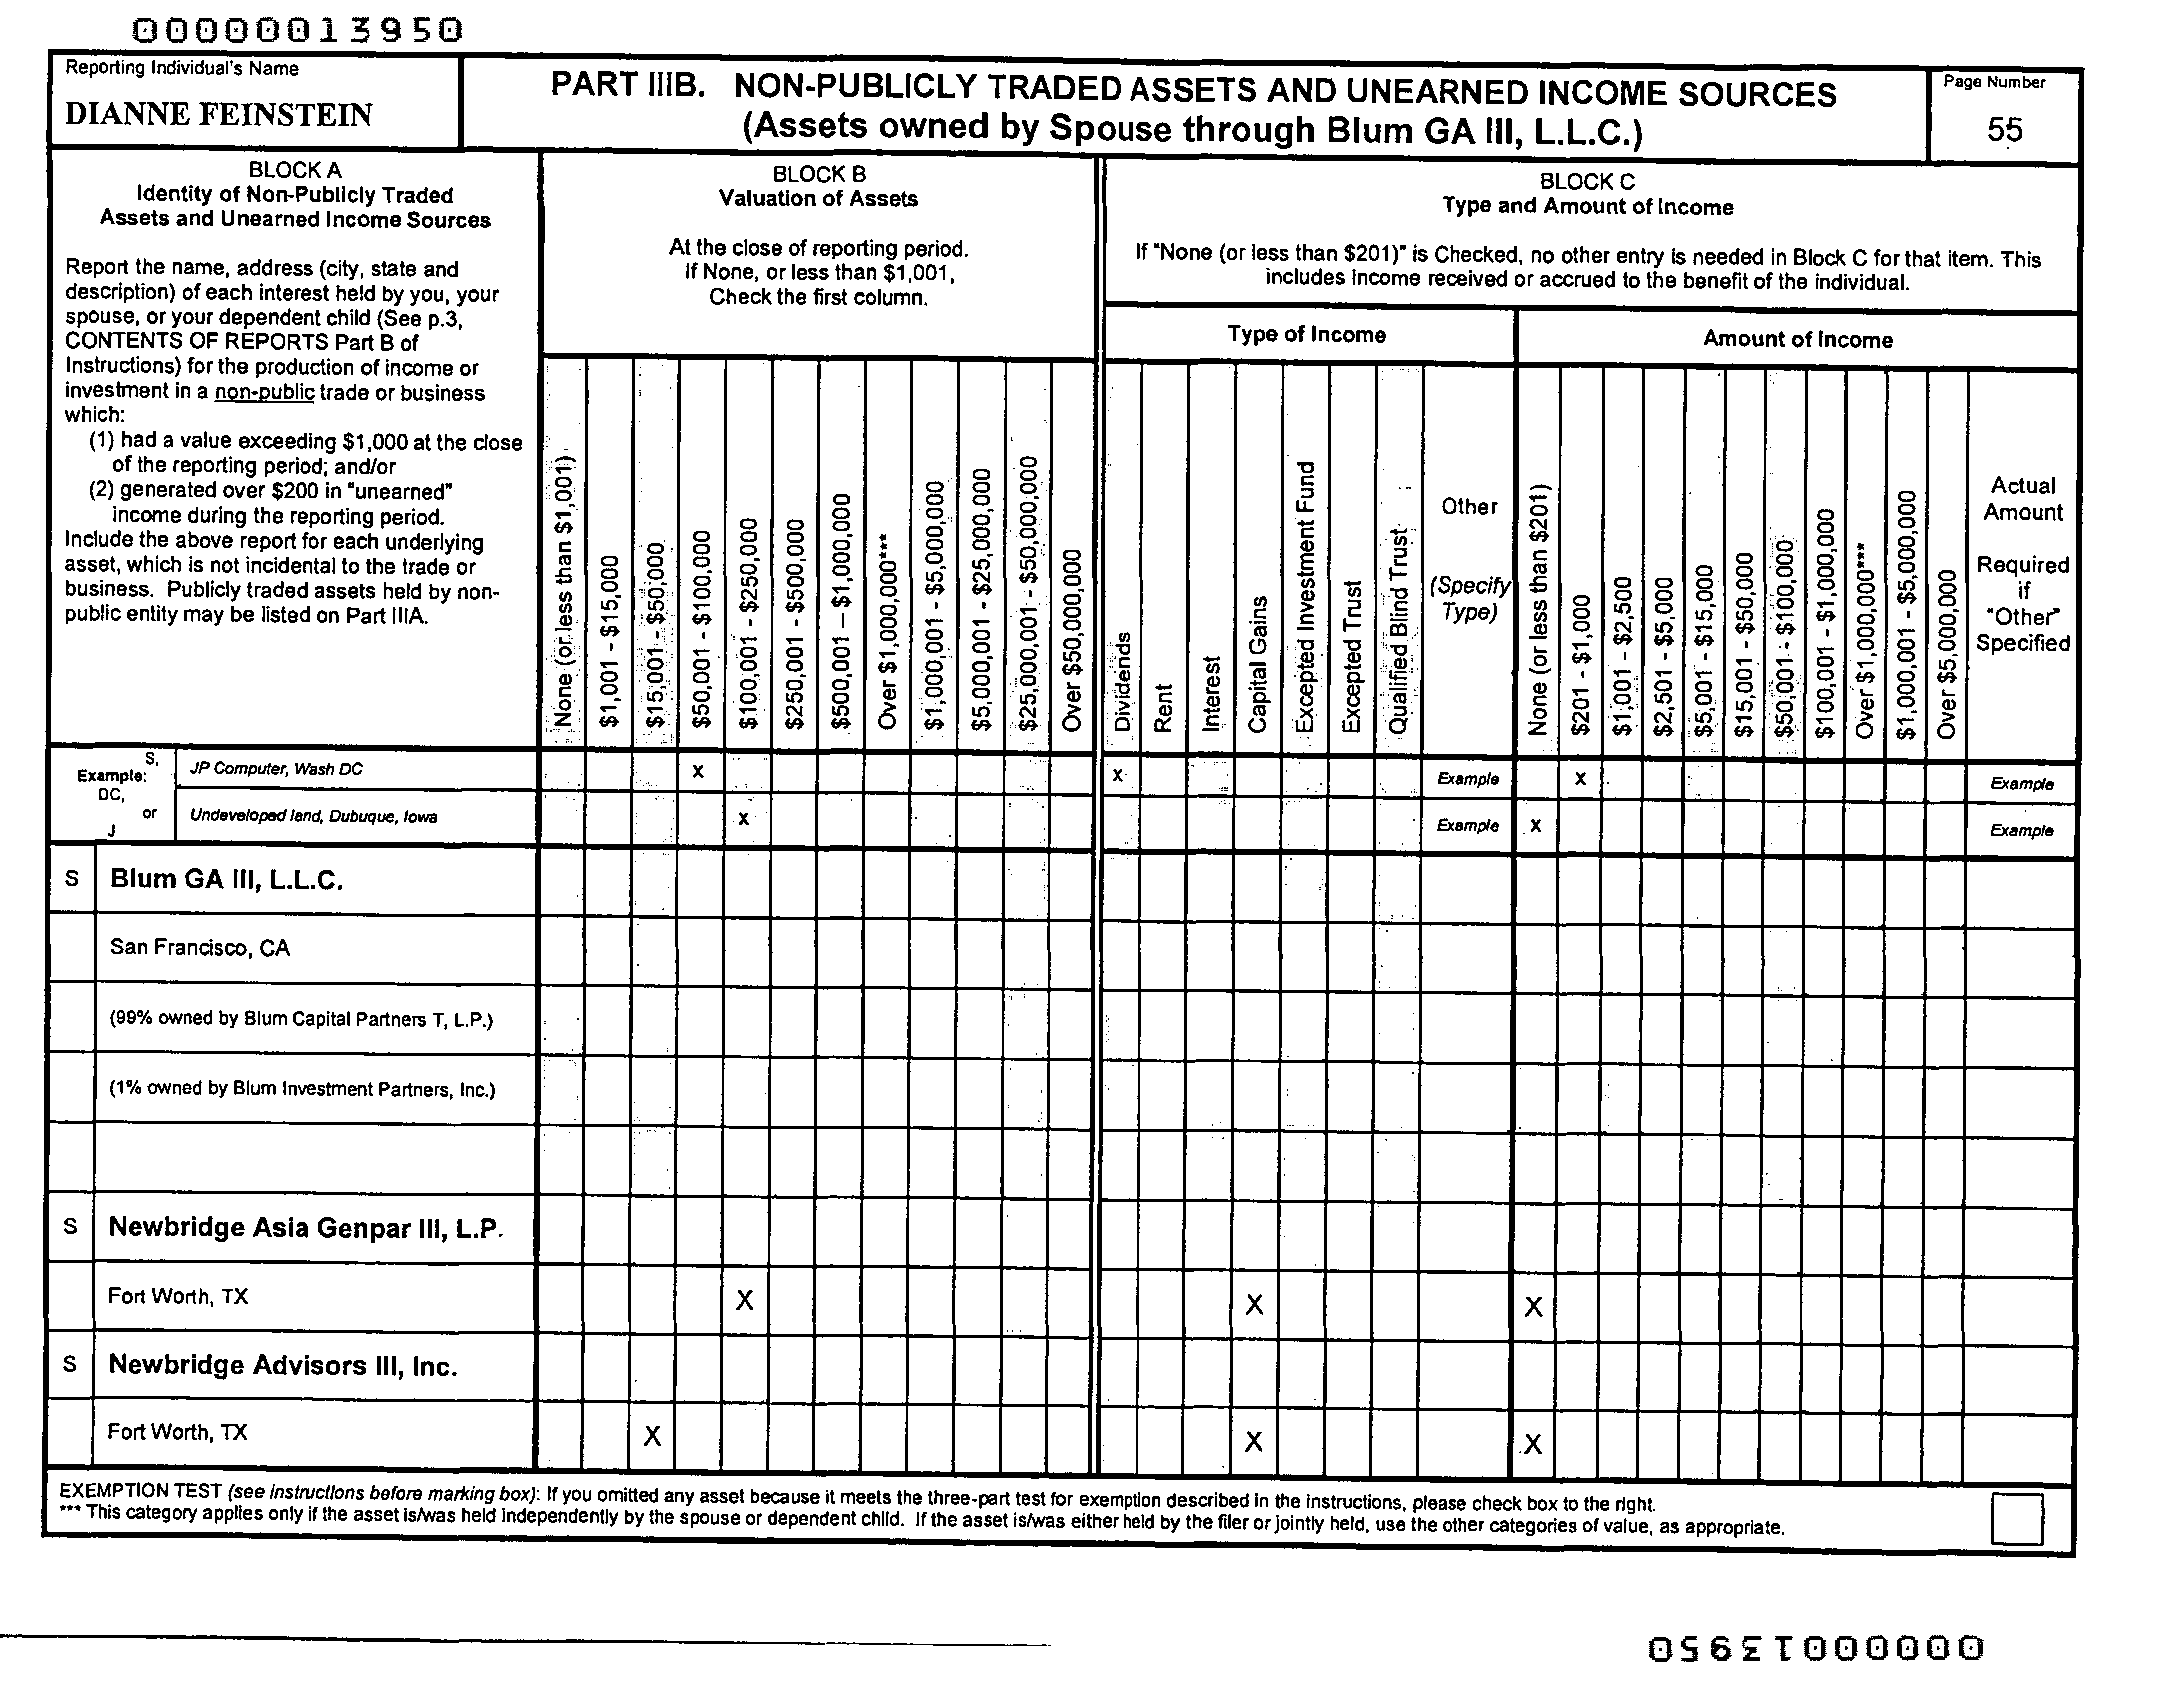 00000013950
Reporting Individual's Name
DIANNE FEINSTEIN
PART IIIB. NON-PUBLICLY TRADED ASSETS AND UNEARNED INCOME SOURCES
(Assets owned by Spouse through Blum GA III, L.L.C.)
Page Number
55
BLOCK A
Identity of Non-Publicly Traded
Assets and Unearned Income Sources
Report the name, address (city, state and
description) of each interest held by you, your
spouse, or your dependent child (See p.3,
CONTENTS OF REPORTS Part B of
Instructions) for the production of income or
investment in a non-public trade or business
which:
(1) had a value exceeding $1,000 at the close
of the reporting period; and/or
(2) generated over $200 in "unearned"
income during the reporting period.
Include the above report for each underlying
asset, which is not incidental to the trade or
business. Publicly traded assets held by non-
public entity may be listed on Part IIIA.
BLOCK B
Valuation of Assets
At the close of reporting period.
If None, or less than $1,001,
Check the first column.
None (or less than $1,001)
$1,001 - $15,000
$15,001 - $50,000
$50,001 - $100,000
$100,001 - $250,000
$250,001 - $500,000
$500,001 – $1,000,000
Over $1,000,000***
$1,000,001 - $5,000,000
$5,000,001 - $25,000,000
$25,000,001 - $50,000,000
Over $50,000,000
BLOCK C
Type and Amount of Income
If "None (or less than $201)" is Checked, no other entry is needed in Block C for that item. This
includes income received or accrued to the benefit of the individual.
Type of Income
Dividends
Rent
Interest
Capital Gains
Excepted Investment Fund
Excepted Trust
Qualified Blind Trust
Other
(Specify
Type)
Amount of Income
None (or less than $201)
$201 - $1,000
$1,001 - $2,500
$2,501 - $5,000
$5,001 - $15,000
$15,001 - $50,000
$50,001 - $100,000
$100,001 - $1,000,000
Over $1,000,000***
$1,000,001 - $5,000,000
Over $5,000,000
Actual
Amount
Required
if
"Other"
Specified
S,
Example:
DC,
or
J
JP Computer, Wash DC X X Example X Example
Undeveloped land, Dubuque, Iowa X Example X Example
S Blum GA III, L.L.C.
San Francisco, CA
(99% owned by Blum Capital Partners T, L.P.)
(1% owned by Blum Investment Partners, Inc.)
S Newbridge Asia Genpar III, L.P.
Fort Worth, TX X X X
S Newbridge Advisors III, Inc.
Fort Worth, TX X X X
EXEMPTION TEST (see instructions before marking box): If you omitted any asset because it meets the three-part test for exemption described in the instructions, please check box to the right.
*** This category applies only if the asset is/was held independently by the spouse or dependent child. If the asset is/was either held by the filer or jointly held, use the other categories of value, as appropriate.
00000013950